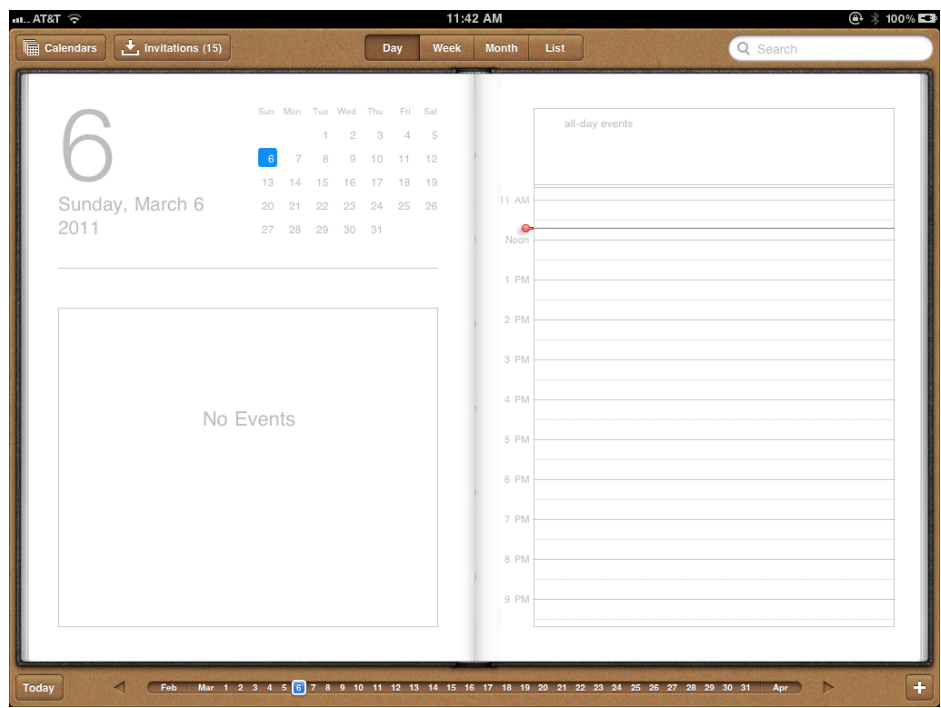 AT&T 11:42 AM 100%
Calendars Invitations (15) Day Week Month List Search
6
Sunday, March 6
2011
Sun Mon Tue Wed Thu Fri Sat
1 2 3 4 5
6 7 8 9 10 11 12
13 14 15 16 17 18 19
20 21 22 23 24 25 26
27 28 29 30 31
No Events
all-day events
11 AM
Noon
1 PM
2 PM
3 PM
4 PM
5 PM
6 PM
7 PM
8 PM
9 PM
Today Feb Mar 1 2 3 4 5 6 7 8 9 10 11 12 13 14 15 16 17 18 19 20 21 22 23 24 25 26 27 28 29 30 31 Apr +